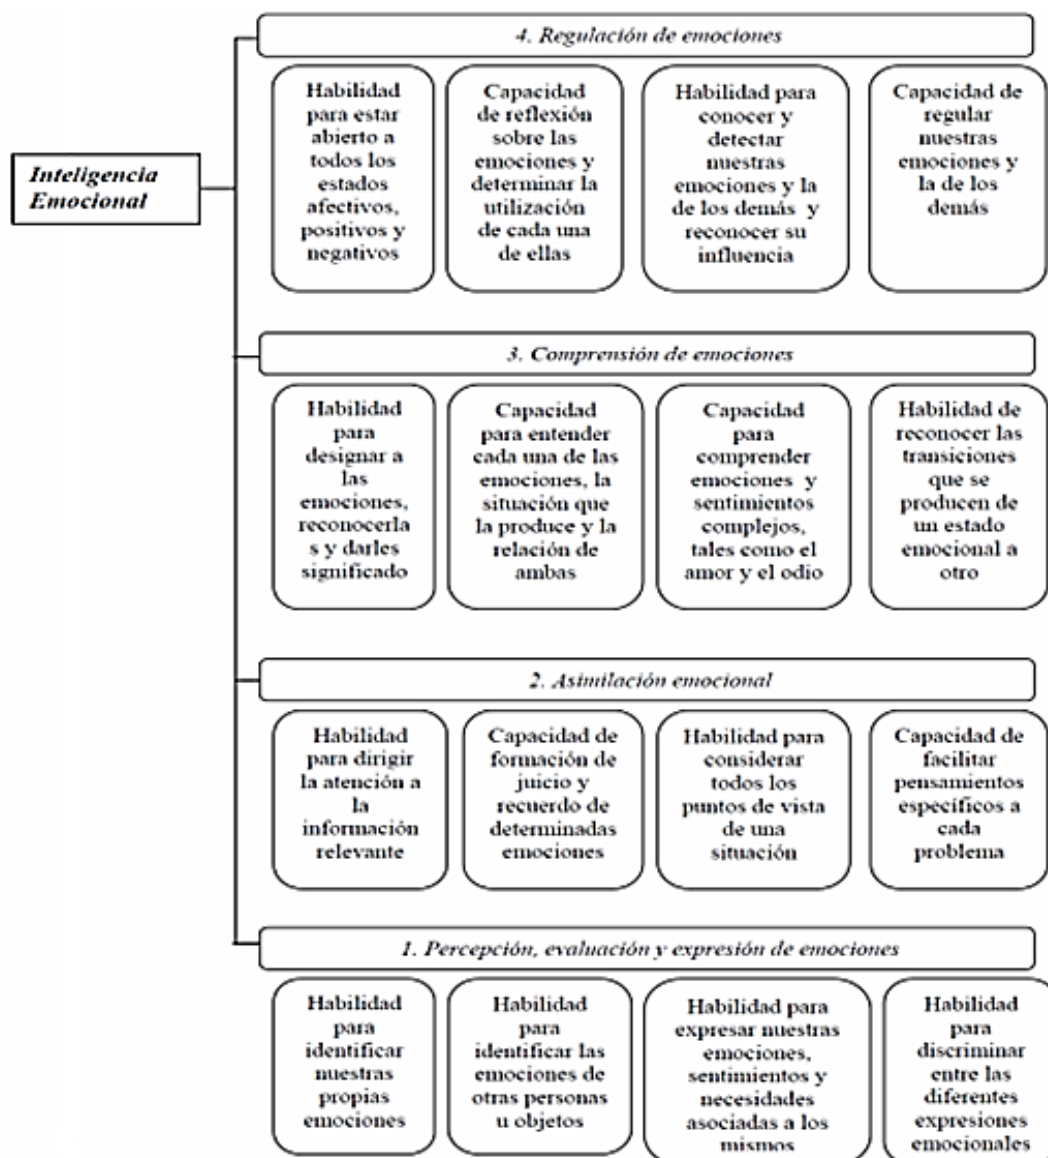 4. Regulación de emociones
Habilidad
para estar
abierto a
todos los
estados
afectivos,
positivos y
negativos
Capacidad
de reflexión
sobre las
emociones y
determinar la
utilización
de cada una
de ellas
Habilidad para
conocer y
detectar
nuestras
emociones y la
de los demás y
reconocer su
influencia
Capacidad de
regular
nuestras
emociones y
la de los
demás
Inteligencia
Emocional
3. Comprensión de emociones
Habilidad
para
designar a
las
emociones,
reconocerla
s y darles
significado
Capacidad
para entender
cada una de las
emociones, la
situación que
la produce y la
relación de
ambas
Capacidad
para
comprender
emociones y
sentimientos
complejos,
tales como el
amor y el odio
Habilidad de
reconocer las
transiciones
que se
producen de
un estado
emocional a
otro
2. Asimilación emocional
Habilidad
para dirigir
la atención a
la
información
relevante
Capacidad de
formación de
juicio y
recuerdo de
determinadas
emociones
Habilidad para
considerar
todos los
puntos de vista
de una
situación
Capacidad de
facilitar
pensamientos
específicos a
cada
problema
1. Percepción, evaluación y expresión de emociones
Habilidad
para
identificar
nuestras
propias
emociones
Habilidad
para
identificar las
emociones de
otras personas
u objetos
Habilidad para
expresar nuestras
emociones,
sentimientos y
necesidades
asociadas a los
mismos
Habilidad
para
discriminar
entre las
diferentes
expresiones
emocionales